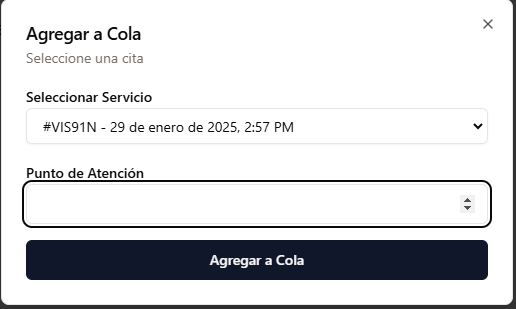 Agregar a Cola
Seleccione una cita
Seleccionar Servicio
#VIS91N - 29 de enero de 2025, 2:57 PM
Punto de Atención
Agregar a Cola